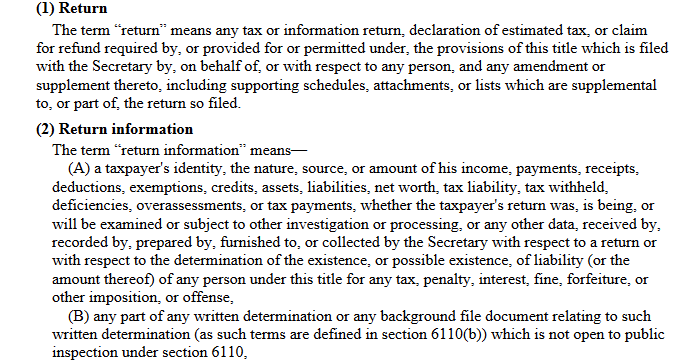 (1) Return
The term “return” means any tax or information return, declaration of estimated tax, or claim
for refund required by, or provided for or permitted under, the provisions of this title which is filed
with the Secretary by, on behalf of, or with respect to any person, and any amendment or
supplement thereto, including supporting schedules, attachments, or lists which are supplemental
to, or part of, the return so filed.
(2) Return information
The term “return information” means—
(A) a taxpayer's identity, the nature, source, or amount of his income, payments, receipts,
deductions, exemptions, credits, assets, liabilities, net worth, tax liability, tax withheld,
deficiencies, overassessments, or tax payments, whether the taxpayer's return was, is being, or
will be examined or subject to other investigation or processing, or any other data, received by,
recorded by, prepared by, furnished to, or collected by the Secretary with respect to a return or
with respect to the determination of the existence, or possible existence, of liability (or the
amount thereof) of any person under this title for any tax, penalty, interest, fine, forfeiture, or
other imposition, or offense,
(B) any part of any written determination or any background file document relating to such
written determination (as such terms are defined in section 6110(b)) which is not open to public
inspection under section 6110,